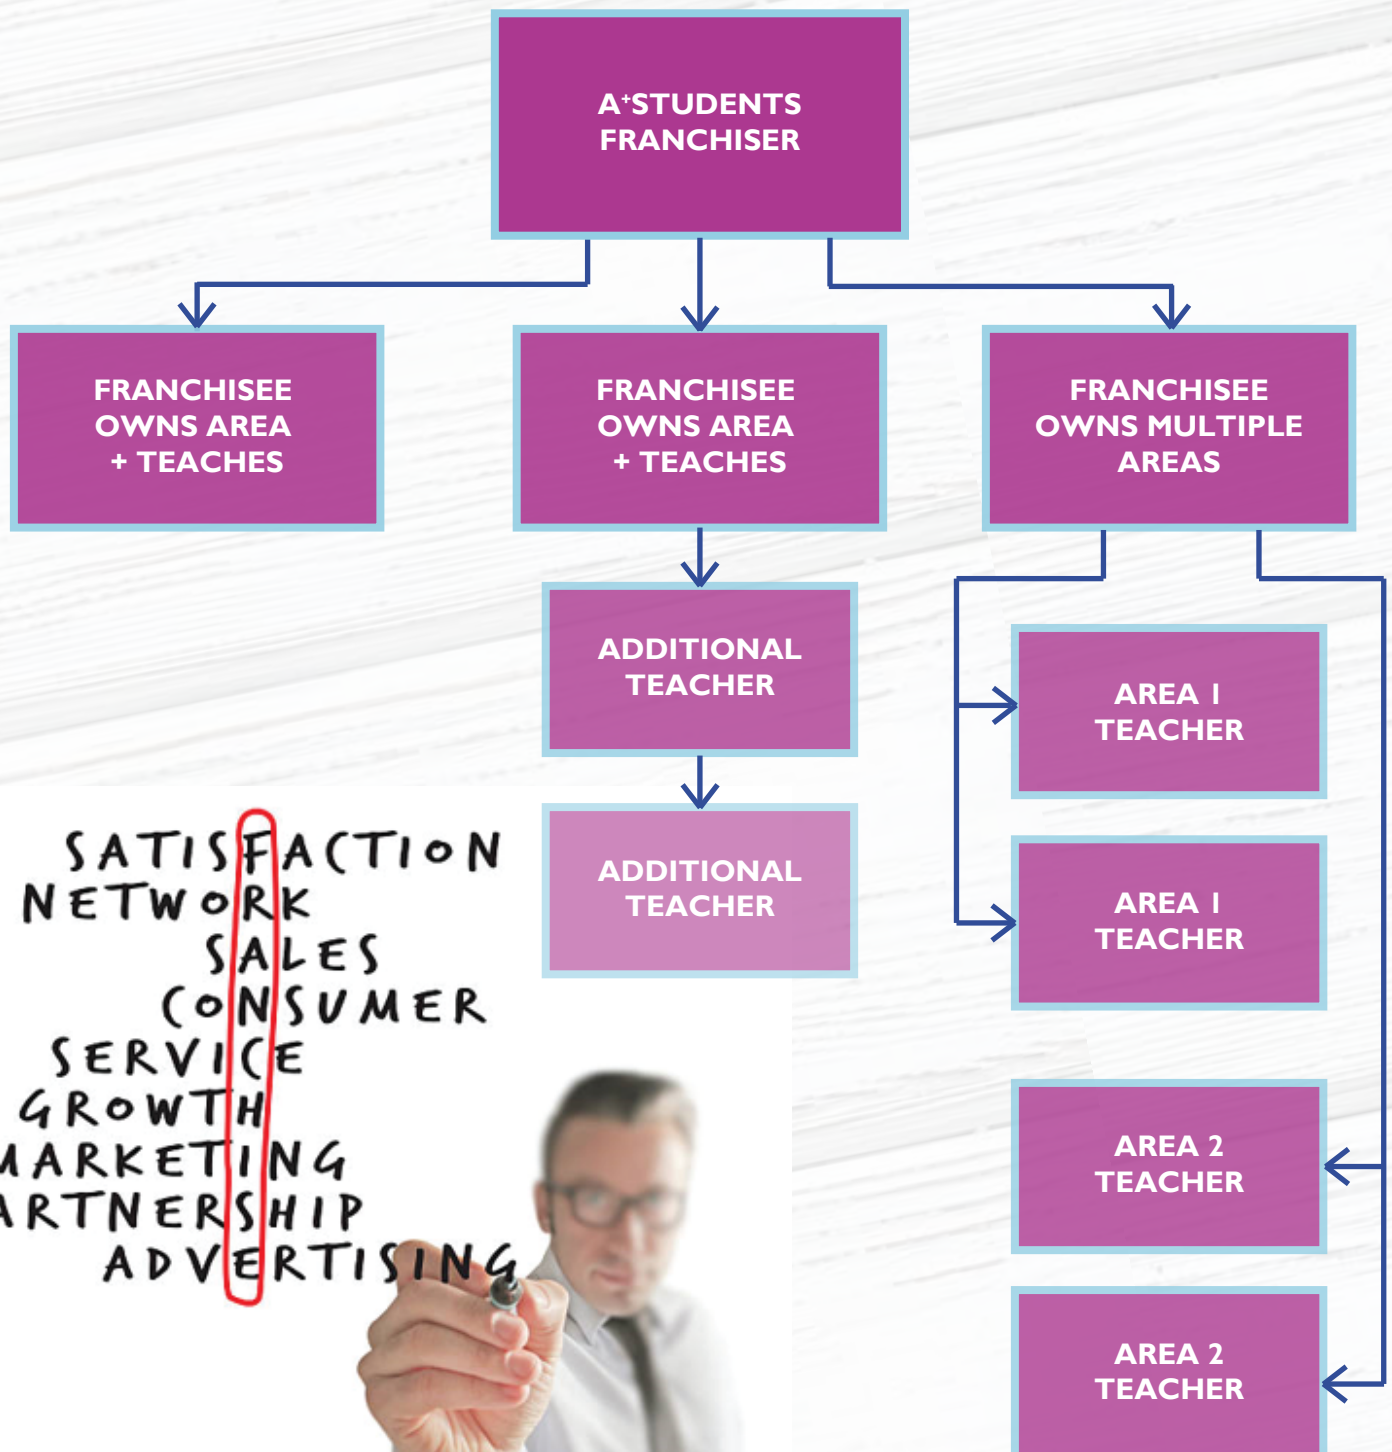 A+STUDENTS
FRANCHISER
FRANCHISEE
OWNS AREA
+ TEACHES
FRANCHISEE
OWNS AREA
+ TEACHES
FRANCHISEE
OWNS MULTIPLE
AREAS
ADDITIONAL
TEACHER
ADDITIONAL
TEACHER
AREA 1
TEACHER
AREA 1
TEACHER
AREA 2
TEACHER
AREA 2
TEACHER
SATISFACTION
NETWORK
SALES
CONSUMER
SERVICE
GROWTH
MARKETING
ARTNERSHIP
ADVERTISING